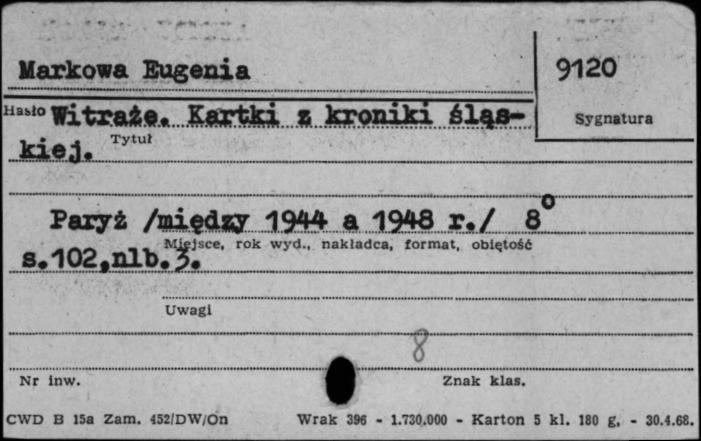 Markowa Eugenia
9120
Hasło
Witraże. Kartki z kroniki śląs-
Sygnatura
kiej.
Tytuł
Paryż /między 1944 a 1948 r./ 8°
Miejsce, rok wyd., nakładca, format, obiętość
s.102,nlb.3.
Uwagi
8
Nr inw.
Znak klas.
CWD B 15a Zam. 452/DW/On Wrak 396 - 1.730.000 - Karton 5 kl. 180 g, - 30.4.68.